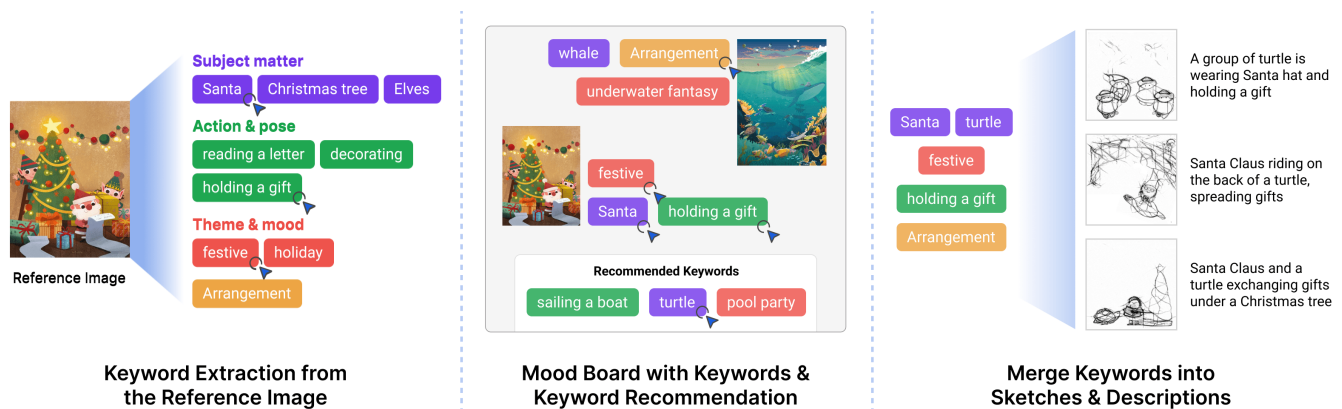 Subject matter
Santa Christmas tree Elves
Action & pose
reading a letter decorating
holding a gift
Theme & mood
festive holiday
Arrangement
Reference Image
Keyword Extraction from
the Reference Image
whale Arrangement
underwater fantasy
festive
Santa holding a gift
Recommended Keywords
sailing a boat turtle pool party
Mood Board with Keywords &
Keyword Recommendation
Santa turtle
festive
holding a gift
Arrangement
A group of turtle is
wearing Santa hat and
holding a gift
Santa Claus riding on
the back of a turtle,
spreading gifts
Santa Claus and a
turtle exchanging gifts
under a Christmas tree
Merge Keywords into
Sketches & Descriptions